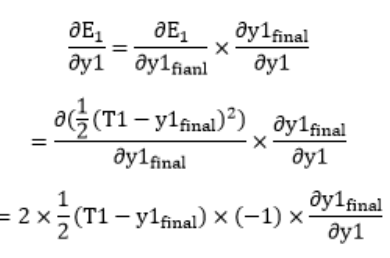 ∂E₁/∂y1 = ∂E₁/∂y1_fianl × ∂y1_final/∂y1
= ∂(1/2(T1 − y1_final)²)/∂y1_final × ∂y1_final/∂y1
= 2 × 1/2(T1 − y1_final) × (−1) × ∂y1_final/∂y1